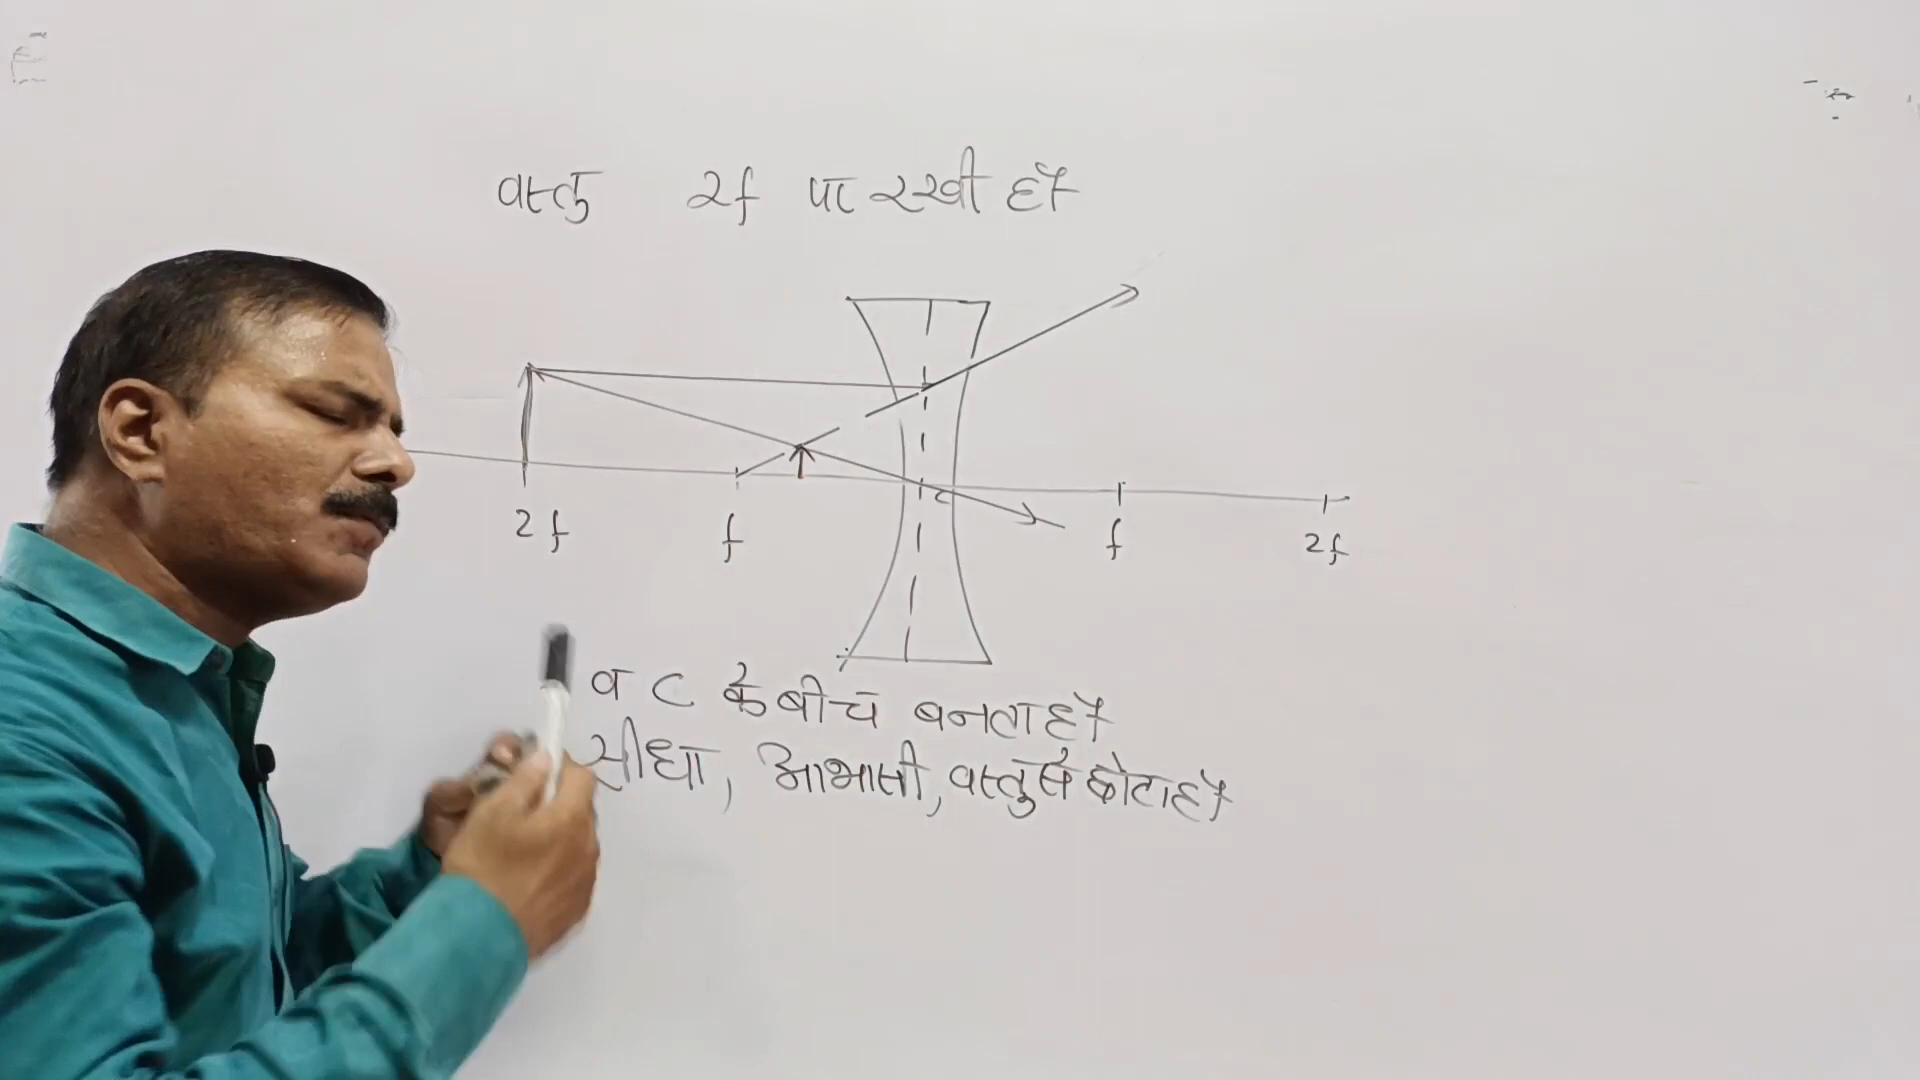 वस्तु 2f पर रखी है
2f f c f 2f
व C के बीच बनता है
सीधा, आभासी, वस्तु से छोटा है